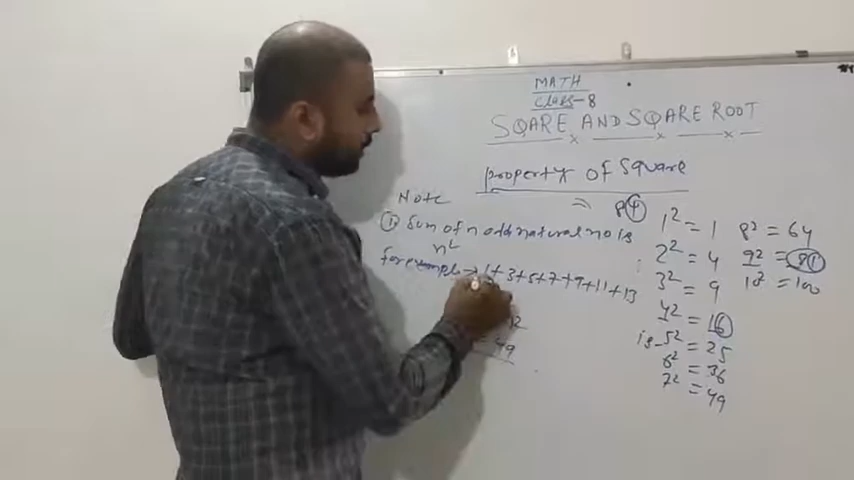 MATH
Class-8
SQARE AND SQARE ROOT
property of Square
Note
① Sum of n odd natural no is
n²
for example → 1+3+5+7+9+11+13
= 49
84
1² = 1
2² = 4
3² = 9
4² = 16
is 5² = 25
6² = 36
7² = 49
8² = 64
9² = 81
10² = 100